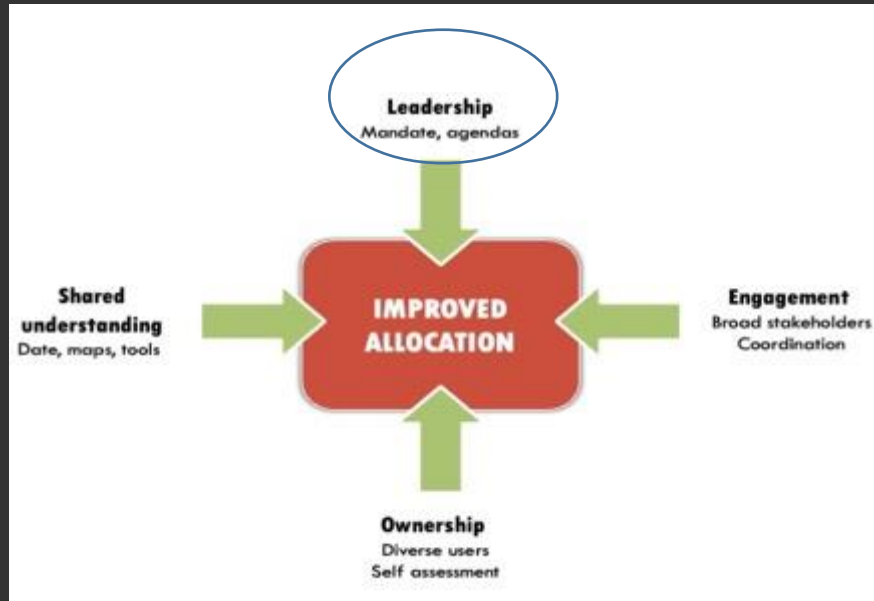 Leadership
Mandate, agendas
Shared
understanding
Date, maps, tools
IMPROVED
ALLOCATION
Engagement
Broad stakeholders
Coordination
Ownership
Diverse users
Self assessment